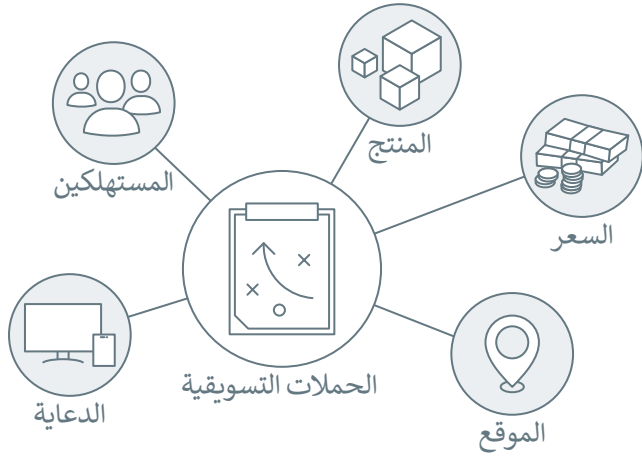 المنتج
المستهلكين
السعر
الحملات التسويقية
الدعاية
الموقع